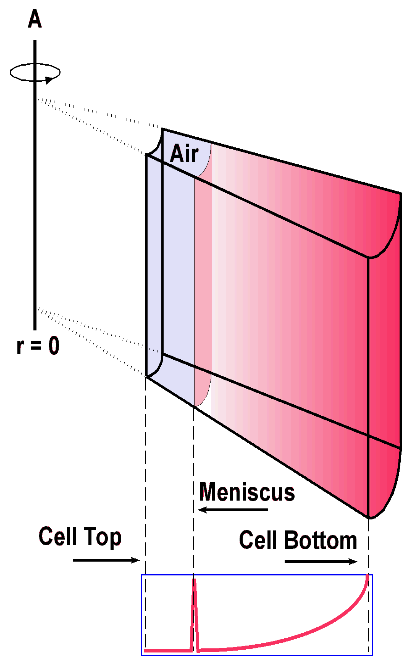 A
Air
r = 0
Meniscus
Cell Top
Cell Bottom